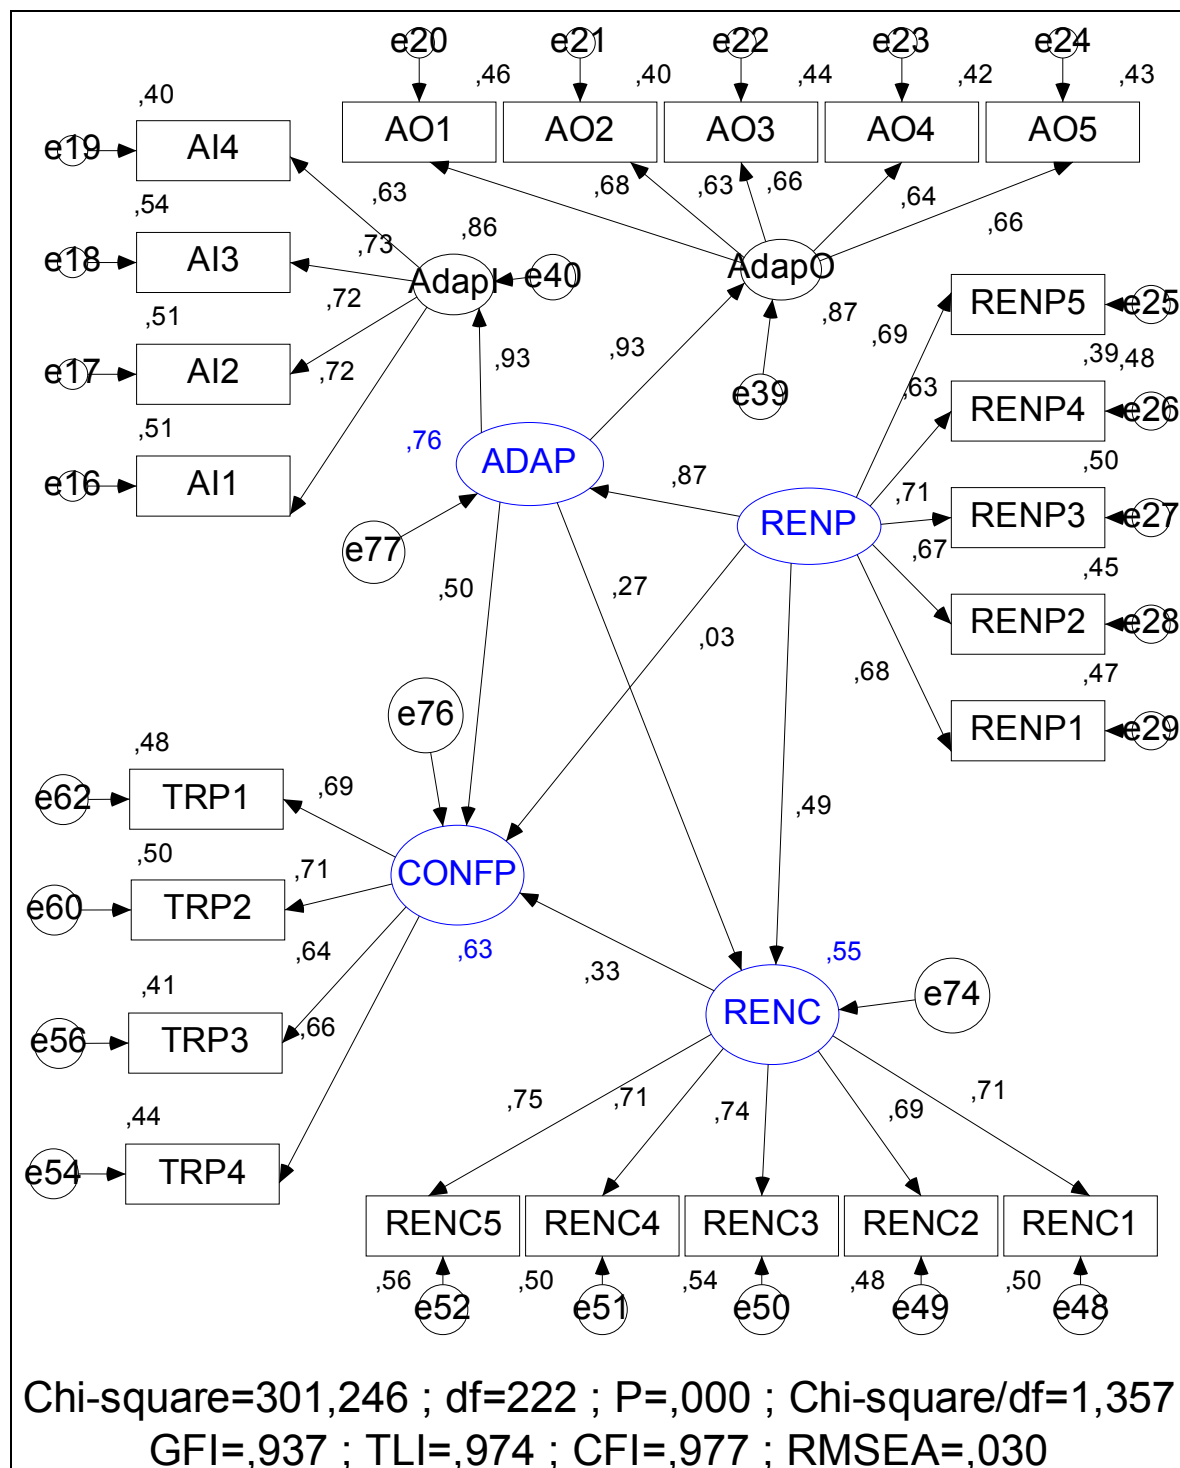 e20 e21 e22 e23 e24
,46 ,40 ,44 ,42 ,43
,40
AO1 AO2 AO3 AO4 AO5
e19 AI4
,68 ,63 ,66 ,64 ,66
,63
,54
,86
e18 AI3 ,73 AdapI e40 AdapO
,87
RENP5 e25
,72
,51
,69
,39 ,48
,93 ,93
e17 AI2 ,72
e39
,63
RENP4 e26
,51
,76 ADAP
,50
e16 AI1
,87
,71
RENP RENP3 e27
e77
,67
,45
,50 ,27
RENP2 e28
,03
,68
,47
e76
RENP1 e29
,48
e62 TRP1 ,69
,49
,50
,71
CONFP
e60 TRP2
,64 ,63 ,55
,33
,41
e74
RENC
e56 TRP3 ,66
,75 ,71 ,74 ,69 ,71
,44
e54 TRP4
RENC5 RENC4 RENC3 RENC2 RENC1
,56 ,50 ,54 ,48 ,50
e52 e51 e50 e49 e48
Chi-square=301,246 ; df=222 ; P=,000 ; Chi-square/df=1,357
GFI=,937 ; TLI=,974 ; CFI=,977 ; RMSEA=,030